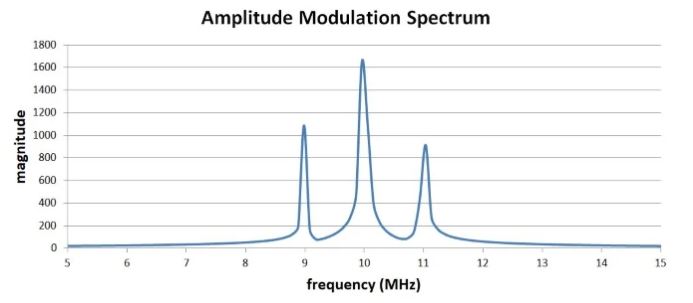 Amplitude Modulation Spectrum
1800
1600
1400
1200
1000
800
600
400
200
0
magnitude
5 6 7 8 9 10 11 12 13 14 15
frequency (MHz)